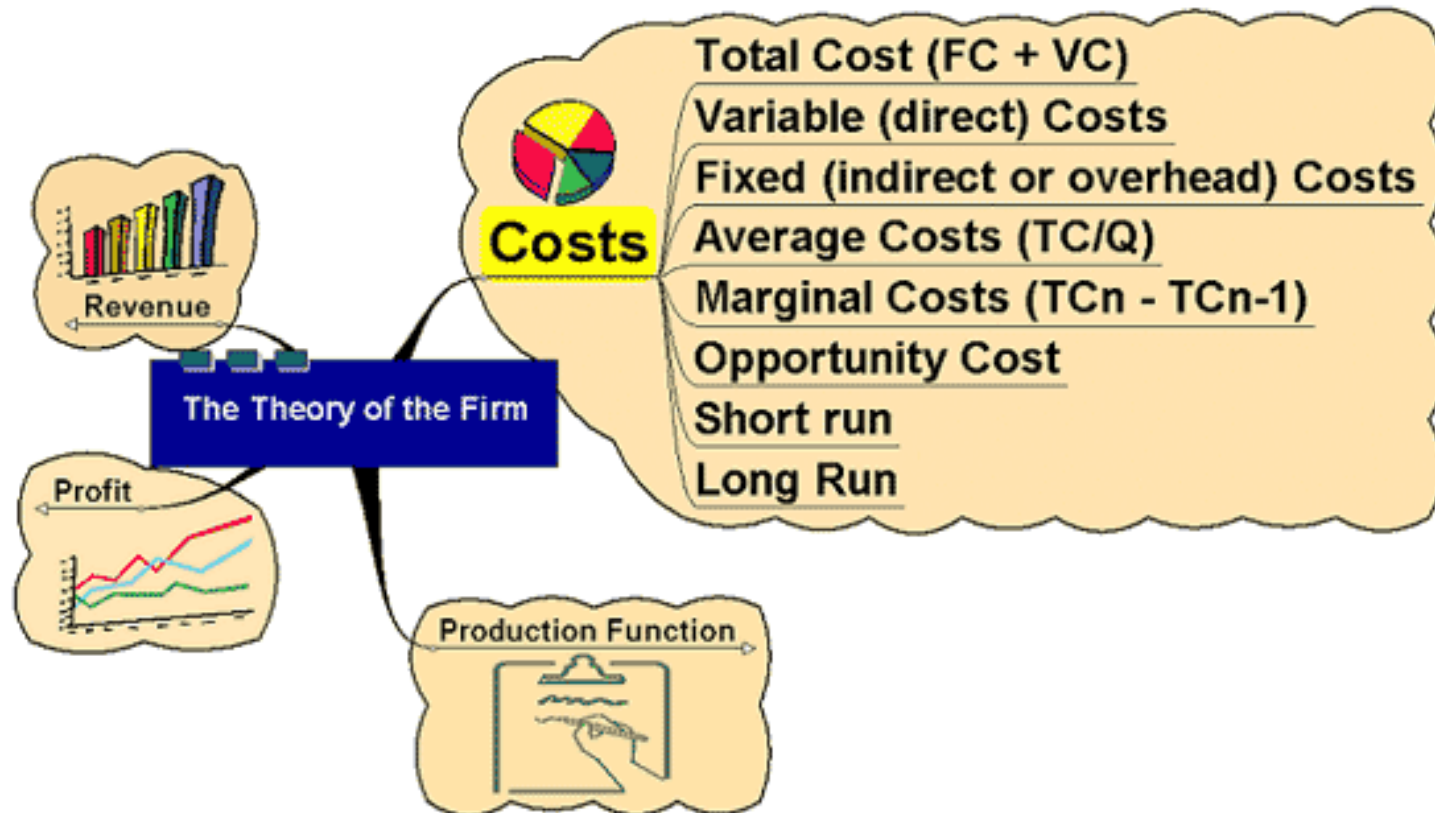 Total Cost (FC + VC)
Variable (direct) Costs
Fixed (indirect or overhead) Costs
Costs
Average Costs (TC/Q)
Marginal Costs (TCn - TCn-1)
Opportunity Cost
Short run
Long Run
Revenue
The Theory of the Firm
Profit
Production Function